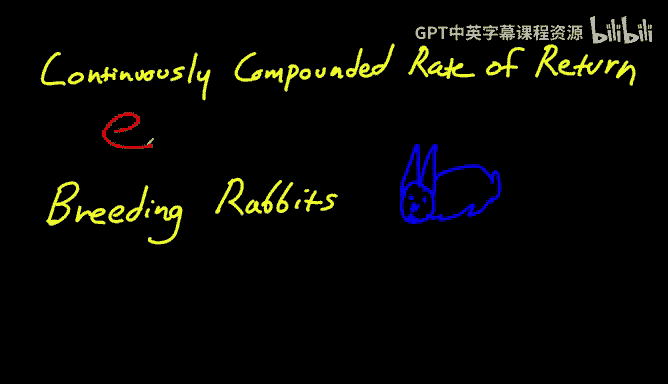 GPT中英字幕课程资源 bilibili
Continuously Compounded Rate of Return
e
Breeding Rabbits